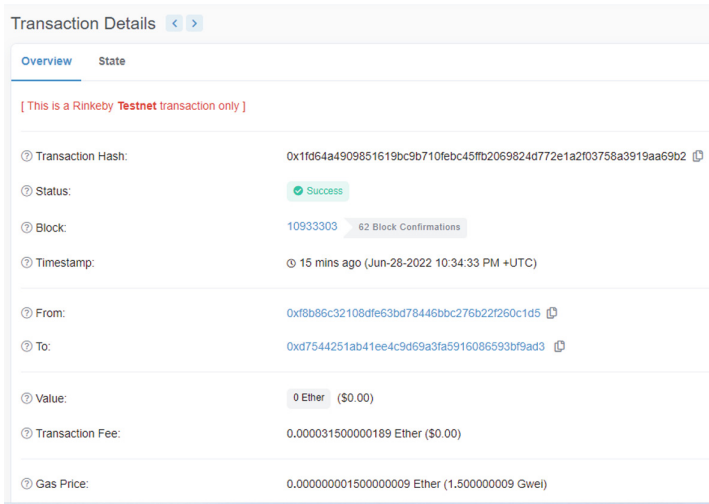 Transaction Details < >
Overview State
[ This is a Rinkeby Testnet transaction only ]
Transaction Hash: 0x1fd64a4909851619bc9b710febc45ffb2069824d772e1a2f03758a3919aa69b2
Status: Success
Block: 10933303 62 Block Confirmations
Timestamp: 15 mins ago (Jun-28-2022 10:34:33 PM +UTC)
From: 0xf8b86c32108dfe63bd78446bbc276b22f260c1d5
To: 0xd7544251ab41ee4c9d69a3fa5916086593bf9ad3
Value: 0 Ether ($0.00)
Transaction Fee: 0.000031500000189 Ether ($0.00)
Gas Price: 0.000000001500000009 Ether (1.500000009 Gwei)